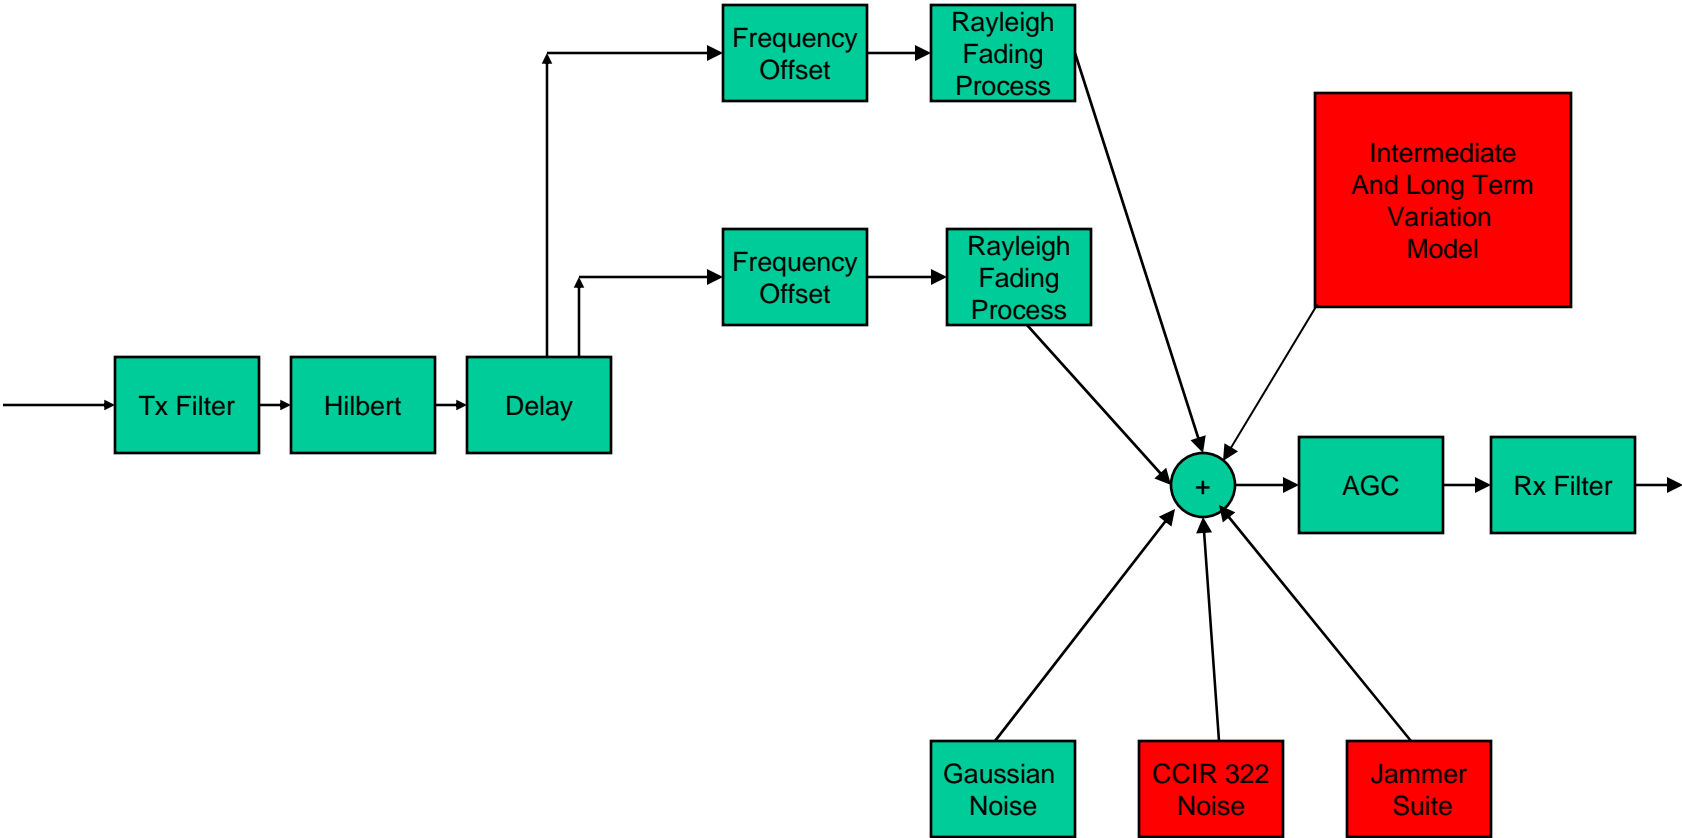 Frequency
Offset
Rayleigh
Fading
Process
Intermediate
And Long Term
Variation
Model
Frequency
Offset
Rayleigh
Fading
Process
Tx Filter
Hilbert
Delay
+
AGC
Rx Filter
Gaussian
Noise
CCIR 322
Noise
Jammer
Suite